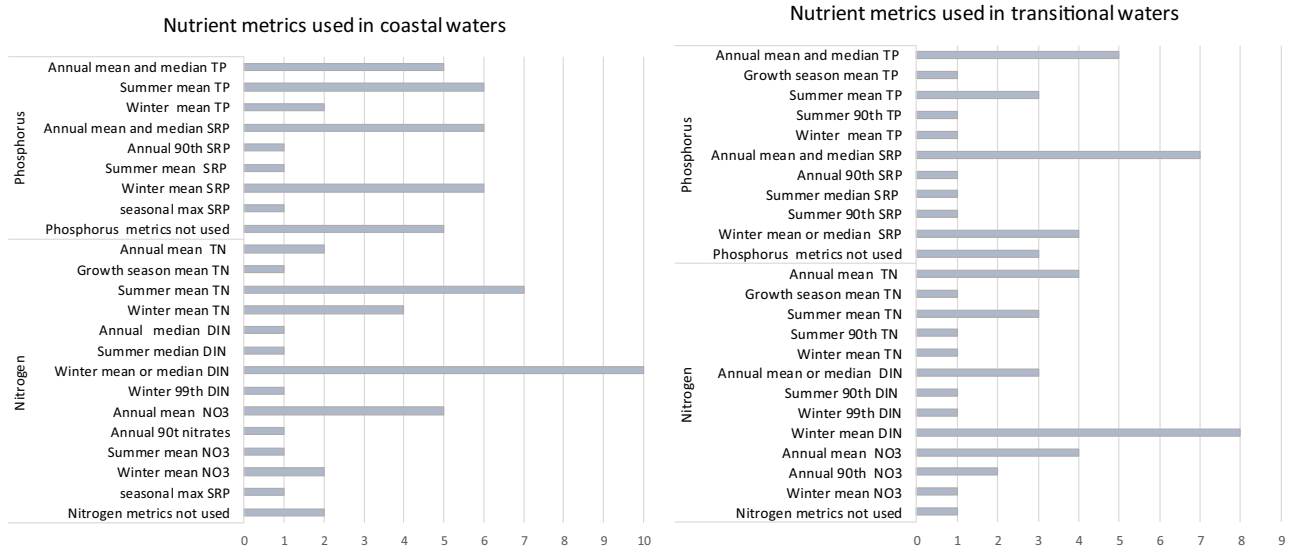 Nutrient metrics used in coastal waters
Phosphorus
Annual mean and median TP
Summer mean TP
Winter mean TP
Annual mean and median SRP
Annual 90th SRP
Summer mean SRP
Winter mean SRP
seasonal max SRP
Phosphorus metrics not used
Nitrogen
Annual mean TN
Growth season mean TN
Summer mean TN
Winter mean TN
Annual median DIN
Summer median DIN
Winter mean or median DIN
Winter 99th DIN
Annual mean NO3
Annual 90t nitrates
Summer mean NO3
Winter mean NO3
seasonal max SRP
Nitrogen metrics not used
0 1 2 3 4 5 6 7 8 9 10
Nutrient metrics used in transitional waters
Phosphorus
Annual mean and median TP
Growth season mean TP
Summer mean TP
Summer 90th TP
Winter mean TP
Annual mean and median SRP
Annual 90th SRP
Summer median SRP
Summer 90th SRP
Winter mean or median SRP
Phosphorus metrics not used
Nitrogen
Annual mean TN
Growth season mean TN
Summer mean TN
Summer 90th TN
Winter mean TN
Annual mean or median DIN
Summer 90th DIN
Winter 99th DIN
Winter mean DIN
Annual mean NO3
Annual 90th NO3
Winter mean NO3
Nitrogen metrics not used
0 1 2 3 4 5 6 7 8 9